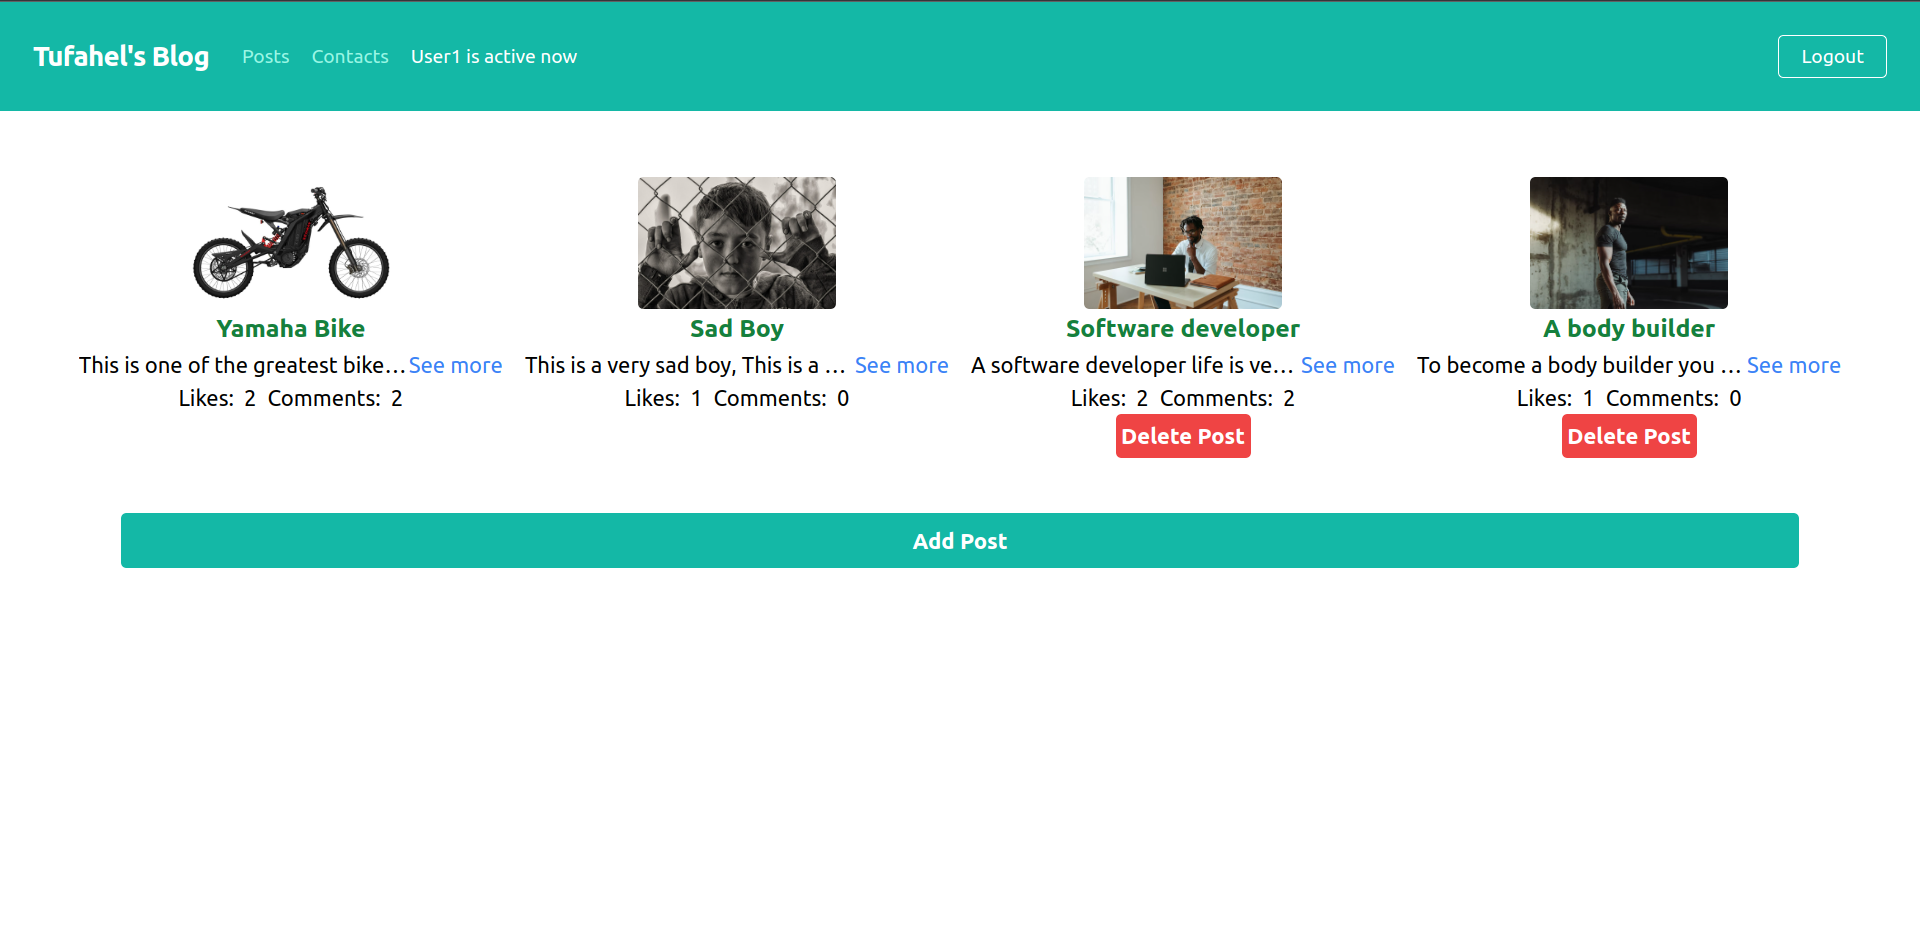 Tufahel's Blog Posts Contacts User1 is active now Logout
Yamaha Bike
This is one of the greatest bike... See more
Likes: 2 Comments: 2
Sad Boy
This is a very sad boy, This is a ... See more
Likes: 1 Comments: 0
Software developer
A software developer life is ve... See more
Likes: 2 Comments: 2
Delete Post
A body builder
To become a body builder you ... See more
Likes: 1 Comments: 0
Delete Post
Add Post